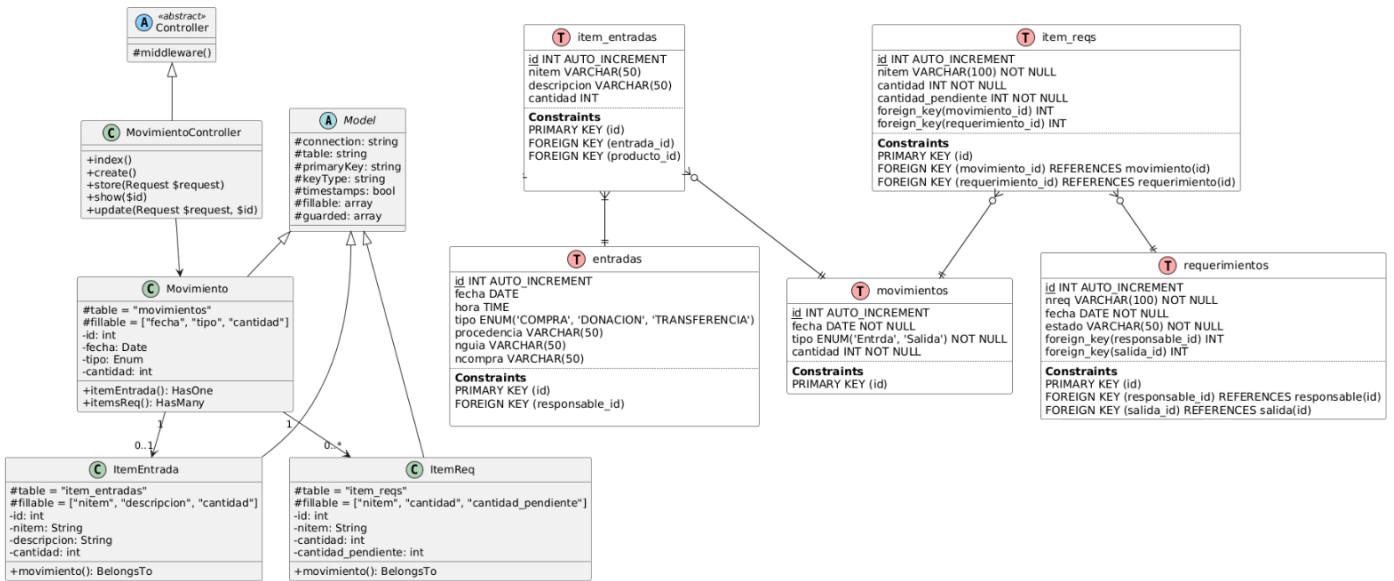 «abstract»
A Controller
#middleware()
C MovimientoController
+index()
+create()
+store(Request $request)
+show($id)
+update(Request $request, $id)
A Model
#connection: string
#table: string
#primaryKey: string
#keyType: string
#timestamps: bool
#fillable: array
#guarded: array
C Movimiento
#table = "movimientos"
#fillable = ["fecha", "tipo", "cantidad"]
-id: int
-fecha: Date
-tipo: Enum
-cantidad: int
+itemEntrada(): HasOne
+itemsReq(): HasMany
1
0..1
1
0..*
C ItemEntrada
#table = "item_entradas"
#fillable = ["nitem", "descripcion", "cantidad"]
-id: int
-nitem: String
-descripcion: String
-cantidad: int
+movimiento(): BelongsTo
C ItemReq
#table = "item_reqs"
#fillable = ["nitem", "cantidad", "cantidad_pendiente"]
-id: int
-nitem: String
-cantidad: int
-cantidad_pendiente: int
+movimiento(): BelongsTo
T item_entradas
id INT AUTO_INCREMENT
nitem VARCHAR(50)
descripcion VARCHAR(50)
cantidad INT
Constraints
PRIMARY KEY (id)
FOREIGN KEY (entrada_id)
FOREIGN KEY (producto_id)
T item_reqs
id INT AUTO_INCREMENT
nitem VARCHAR(100) NOT NULL
cantidad INT NOT NULL
cantidad_pendiente INT NOT NULL
foreign_key(movimiento_id) INT
foreign_key(requerimiento_id) INT
Constraints
PRIMARY KEY (id)
FOREIGN KEY (movimiento_id) REFERENCES movimiento(id)
FOREIGN KEY (requerimiento_id) REFERENCES requerimiento(id)
T entradas
id INT AUTO_INCREMENT
fecha DATE
hora TIME
tipo ENUM('COMPRA', 'DONACION', 'TRANSFERENCIA')
procedencia VARCHAR(50)
nguia VARCHAR(50)
ncompra VARCHAR(50)
Constraints
PRIMARY KEY (id)
FOREIGN KEY (responsable_id)
T movimientos
id INT AUTO_INCREMENT
fecha DATE NOT NULL
tipo ENUM('Entrda', 'Salida') NOT NULL
cantidad INT NOT NULL
Constraints
PRIMARY KEY (id)
T requerimientos
id INT AUTO_INCREMENT
nreq VARCHAR(100) NOT NULL
fecha DATE NOT NULL
estado VARCHAR(50) NOT NULL
foreign_key(responsable_id) INT
foreign_key(salida_id) INT
Constraints
PRIMARY KEY (id)
FOREIGN KEY (responsable_id) REFERENCES responsable(id)
FOREIGN KEY (salida_id) REFERENCES salida(id)